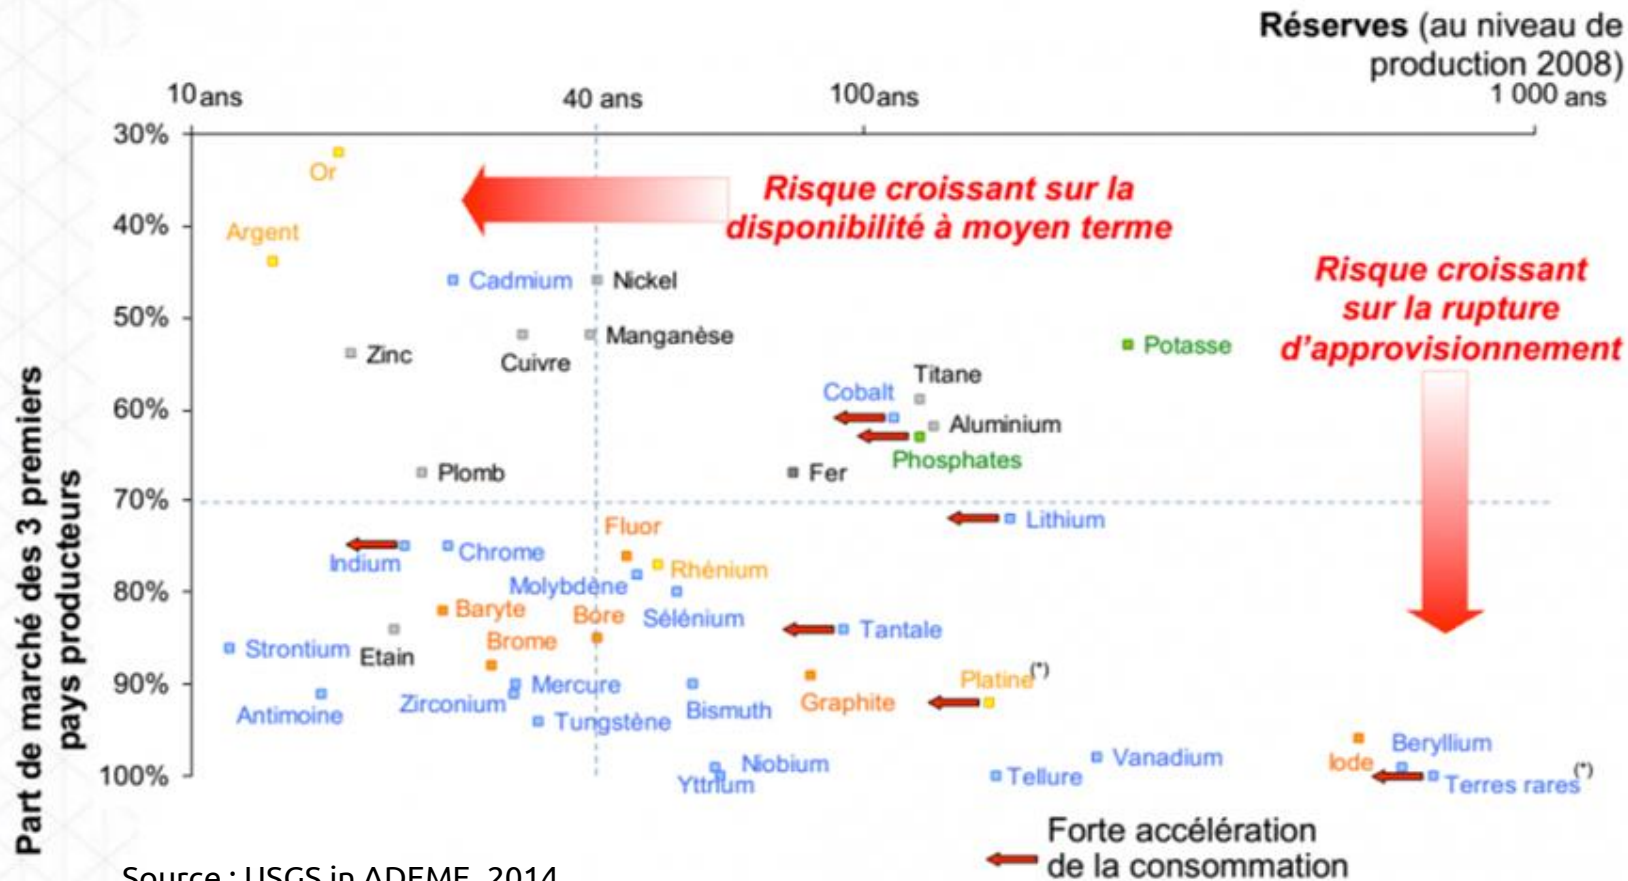 Réserves (au niveau de
production 2008)
10 ans
40 ans
100 ans
1 000 ans
30%
40%
50%
60%
70%
80%
90%
100%
Part de marché des 3 premiers
pays producteurs
Or
Argent
Risque croissant sur la
disponibilité à moyen terme
Risque croissant
sur la rupture
d'approvisionnement
Cadmium
Nickel
Manganèse
Cuivre
Zinc
Potasse
Titane
Cobalt
Aluminium
Phosphates
Plomb
Fer
Lithium
Fluor
Indium
Chrome
Rhénium
Molybdène
Sélénium
Baryte
Bore
Brome
Tantale
Strontium
Etain
Mercure
Zirconium
Antimoine
Tungstène
Bismuth
Graphite
Platine(*)
Niobium
Yttrium
Tellure
Vanadium
Iode
Beryllium
Terres rares(*)
Forte accélération
de la consommation
Source : USGS in ADEME, 2014